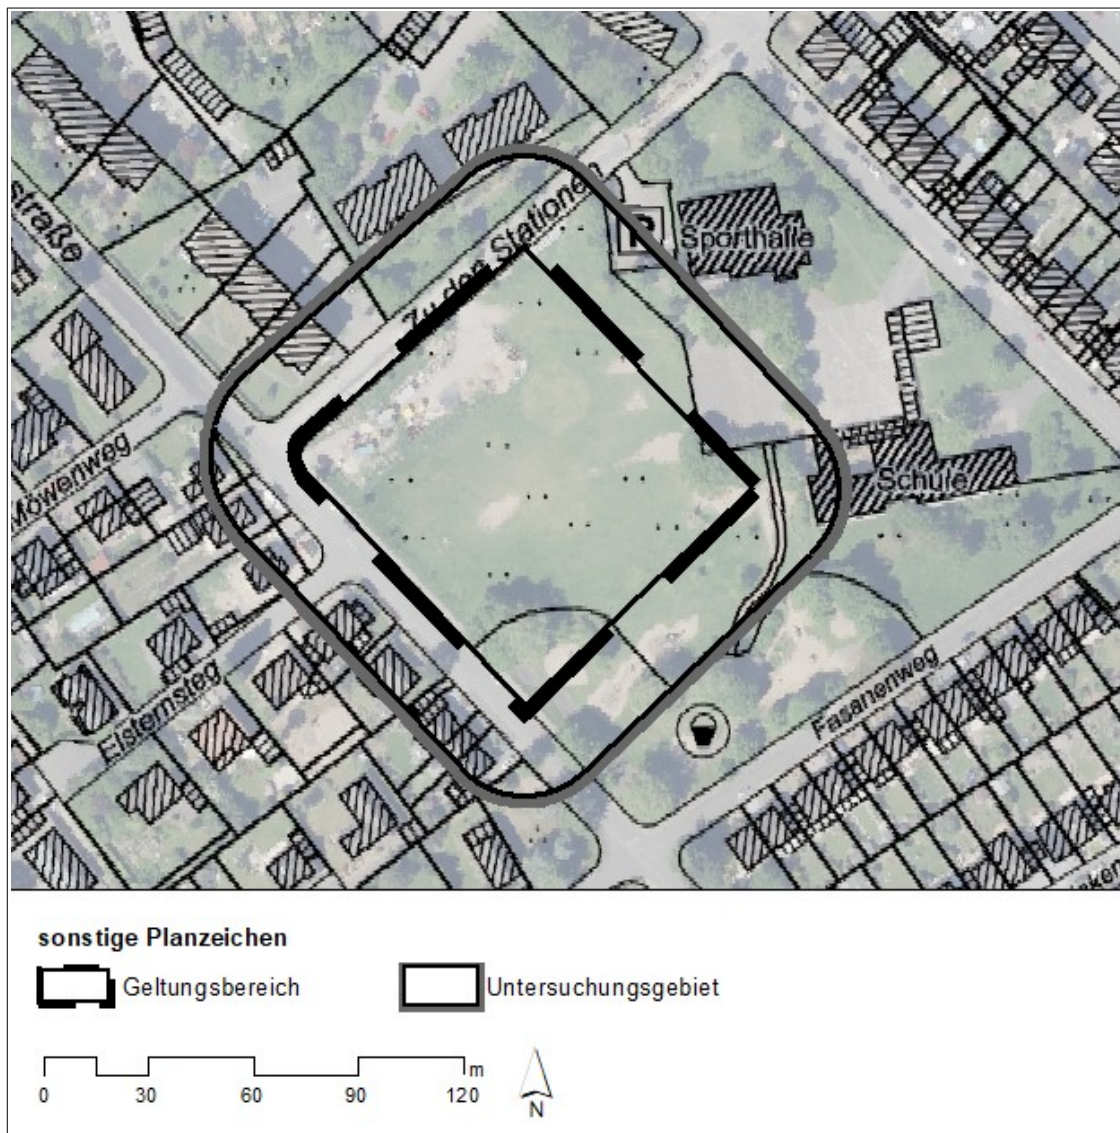 straße
Zu den Stationen
P
Sporthalle
Möwenweg
Schule
Elsternsteg
Fasanenweg
sonstige Planzeichen
Geltungsbereich
Untersuchungsgebiet
m
0 30 60 90 120
N